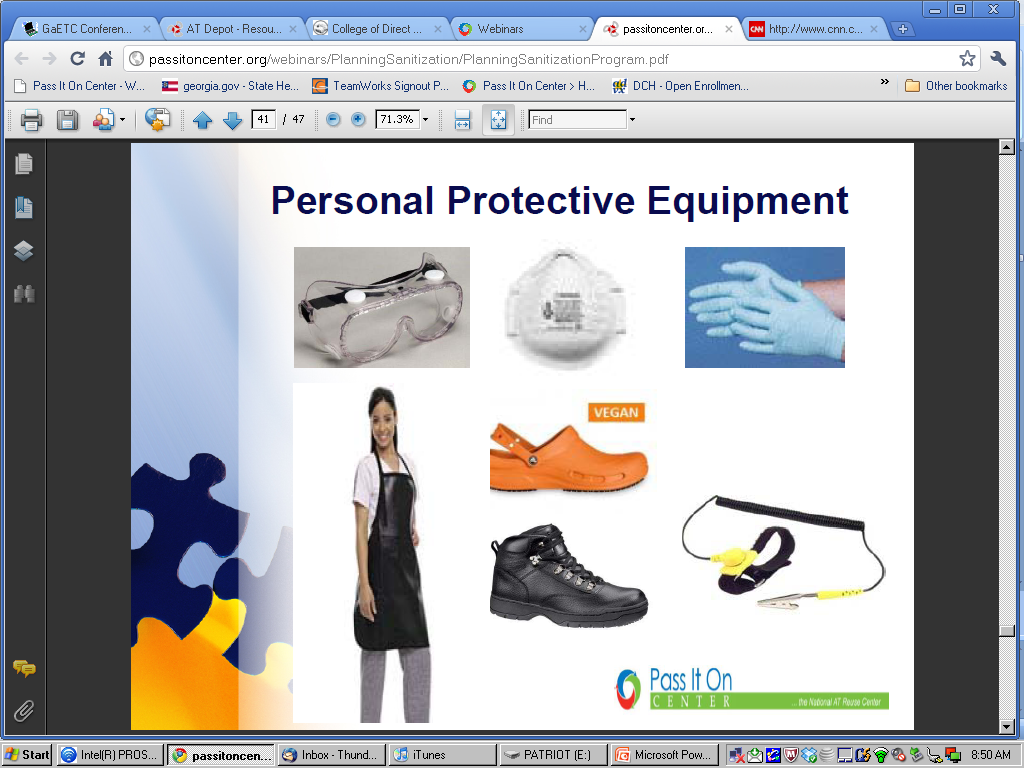 GaETC Conferen...
AT Depot - Resou...
College of Direct ...
Webinars
passitoncenter.or...
CNN http://www.cnn.c...
passitoncenter.org/webinars/PlanningSanitization/PlanningSanitizationProgram.pdf
Pass It On Center - W...
georgia.gov - State He...
TeamWorks Signout P...
Pass It On Center > H...
DCH - Open Enrollmen...
»
Other bookmarks
41 / 47
71.3%
Find
Personal Protective Equipment
VEGAN
Pass It On
CENTER
... the National AT Reuse Center
Start
Intel(R) PROS...
passitoncen...
Inbox - Thund...
iTunes
PATRIOT (E:)
Microsoft Pow...
8:50 AM